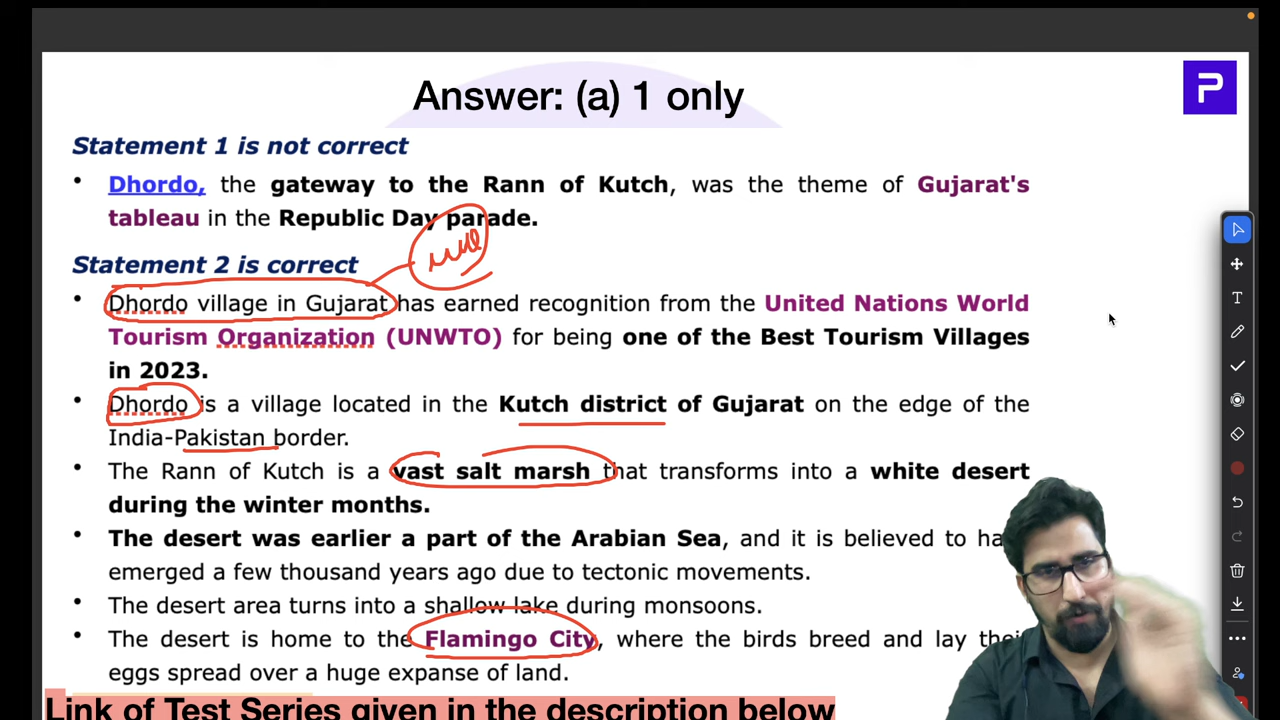 Answer: (a) 1 only
P
Statement 1 is not correct
• Dhordo, the gateway to the Rann of Kutch, was the theme of Gujarat's
tableau in the Republic Day parade.
Statement 2 is correct
• Dhordo village in Gujarat has earned recognition from the United Nations World
Tourism Organization (UNWTO) for being one of the Best Tourism Villages
in 2023.
• Dhordo is a village located in the Kutch district of Gujarat on the edge of the
India-Pakistan border.
• The Rann of Kutch is a vast salt marsh that transforms into a white desert
during the winter months.
• The desert was earlier a part of the Arabian Sea, and it is believed to ha
emerged a few thousand years ago due to tectonic movements.
• The desert area turns into a shallow lake during monsoons.
• The desert is home to the Flamingo City, where the birds breed and lay thei
eggs spread over a huge expanse of land.
Link of Test Series given in the description below
T